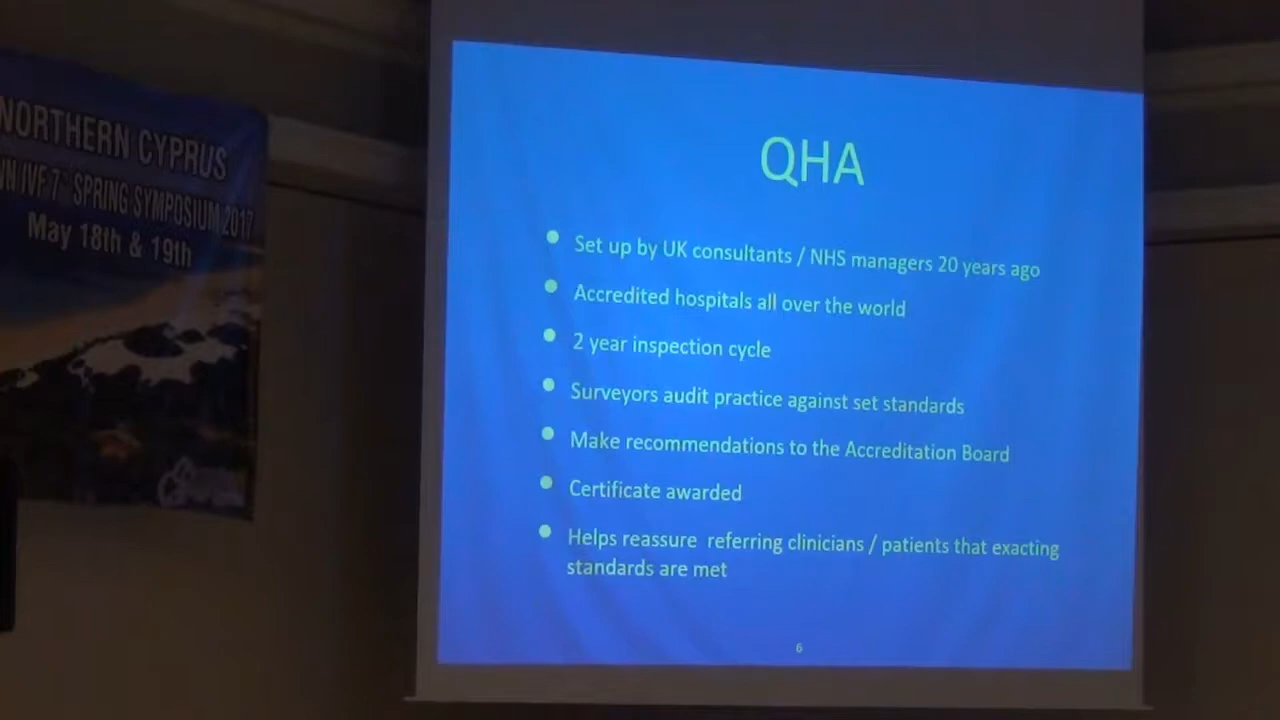 NORTHERN CYPRUS
IVF 7th SPRING SYMPOSIUM 2017
May 18th & 19th
QHA
Set up by UK consultants / NHS managers 20 years ago
Accredited hospitals all over the world
2 year inspection cycle
Surveyors audit practice against set standards
Make recommendations to the Accreditation Board
Certificate awarded
Helps reassure referring clinicians / patients that exacting
standards are met
6